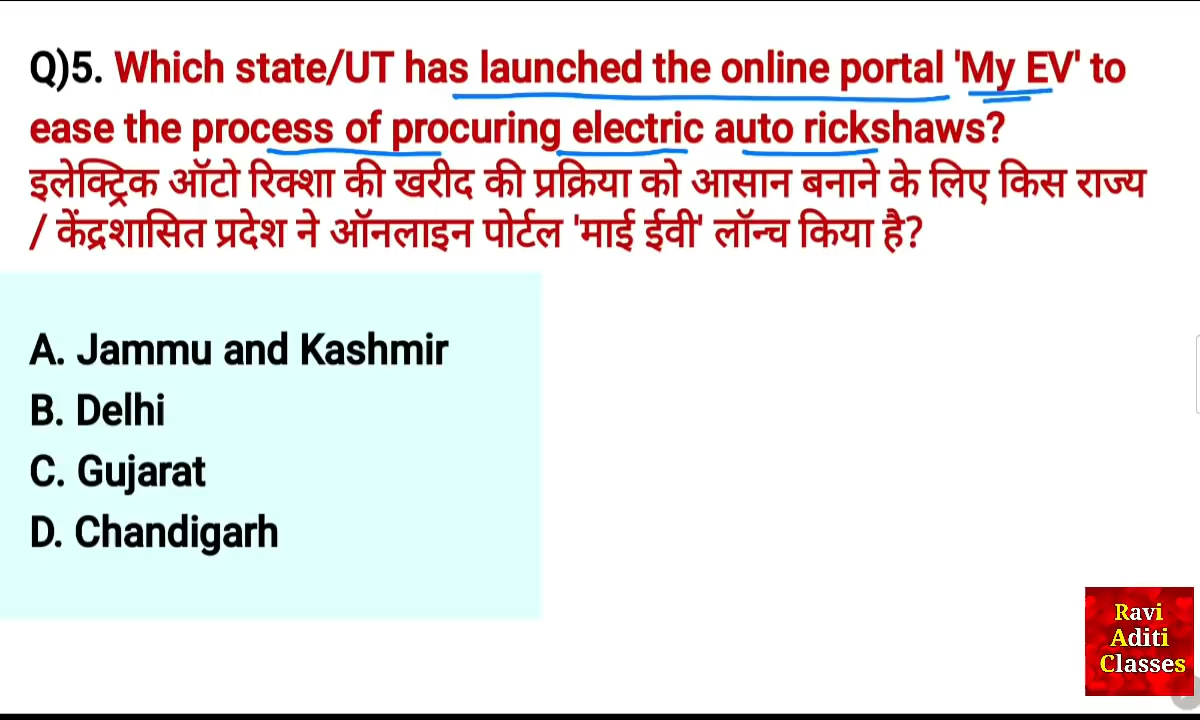 Q)5. Which state/UT has launched the online portal 'My EV' to
ease the process of procuring electric auto rickshaws?
इलेक्ट्रिक ऑटो रिक्शा की खरीद की प्रक्रिया को आसान बनाने के लिए किस राज्य
/ केंद्रशासित प्रदेश ने ऑनलाइन पोर्टल 'माई ईवी' लॉन्च किया है?
A. Jammu and Kashmir
B. Delhi
C. Gujarat
D. Chandigarh
Ravi
Aditi
Classes